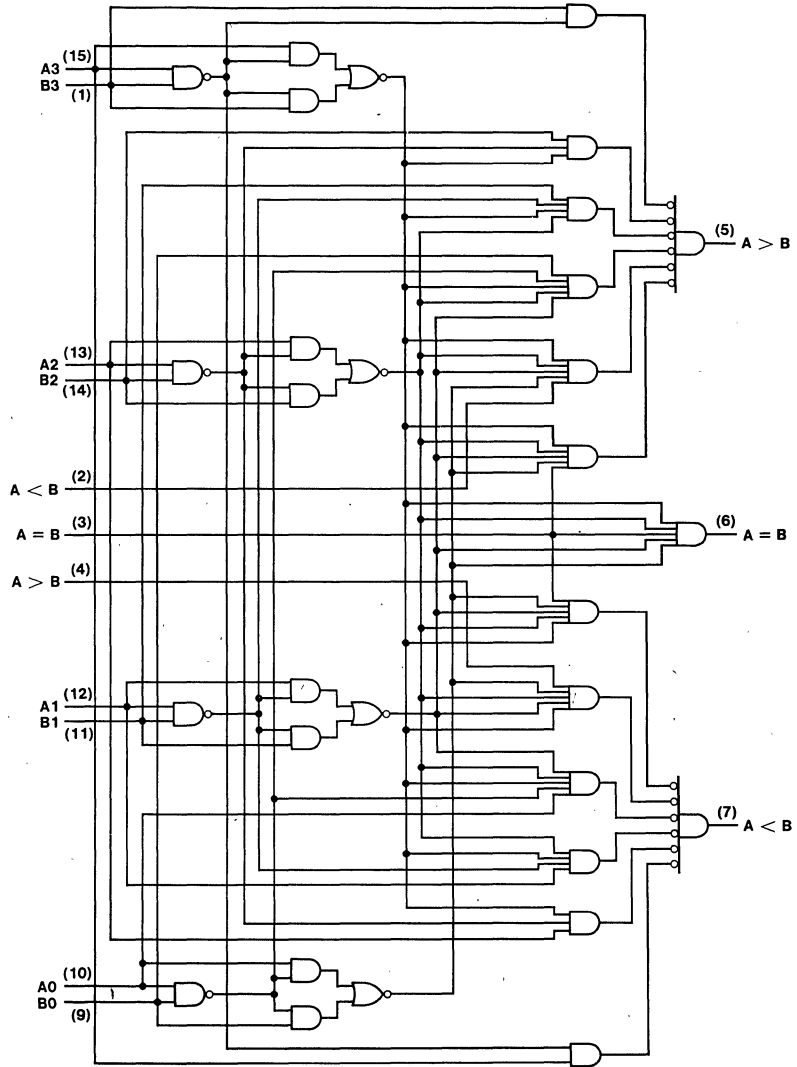 (15)
A3
B3
(1)
(5)
A > B
(13)
A2
B2
(14)
(2)
A < B
(3)
A = B
(6)
A = B
(4)
A > B
(12)
A1
B1
(11)
(7)
A < B
(10)
A0
B0
(9)